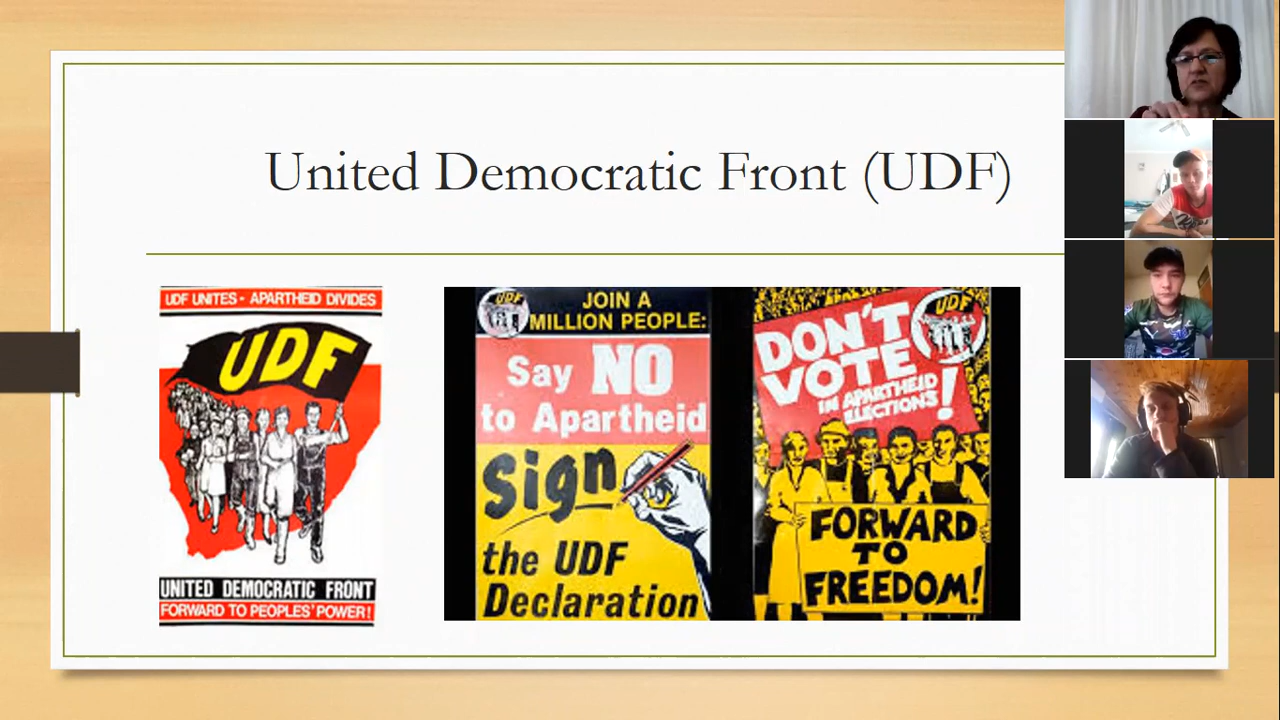 United Democratic Front (UDF)
UDF UNITES - APARTHEID DIVIDES
UDF
UNITED DEMOCRATIC FRONT
FORWARD TO PEOPLES' POWER!
UDF
JOIN A
MILLION PEOPLE:
Say NO
to Apartheid
Sign
the UDF
Declaration
DON'T
VOTE
IN APARTHEID
ELECTIONS!
UDF
FORWARD
TO
FREEDOM!